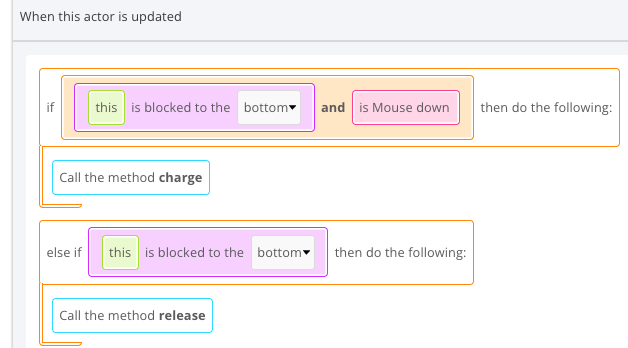 When this actor is updated
if this is blocked to the bottom and is Mouse down then do the following:
Call the method charge
else if this is blocked to the bottom then do the following:
Call the method release